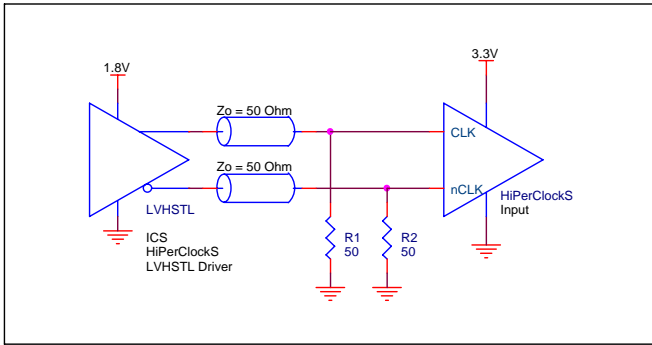 1.8V
3.3V
Zo = 50 Ohm
CLK
Zo = 50 Ohm
nCLK
HiPerClockS
Input
LVHSTL
ICS
HiPerClockS
LVHSTL Driver
R1
50
R2
50